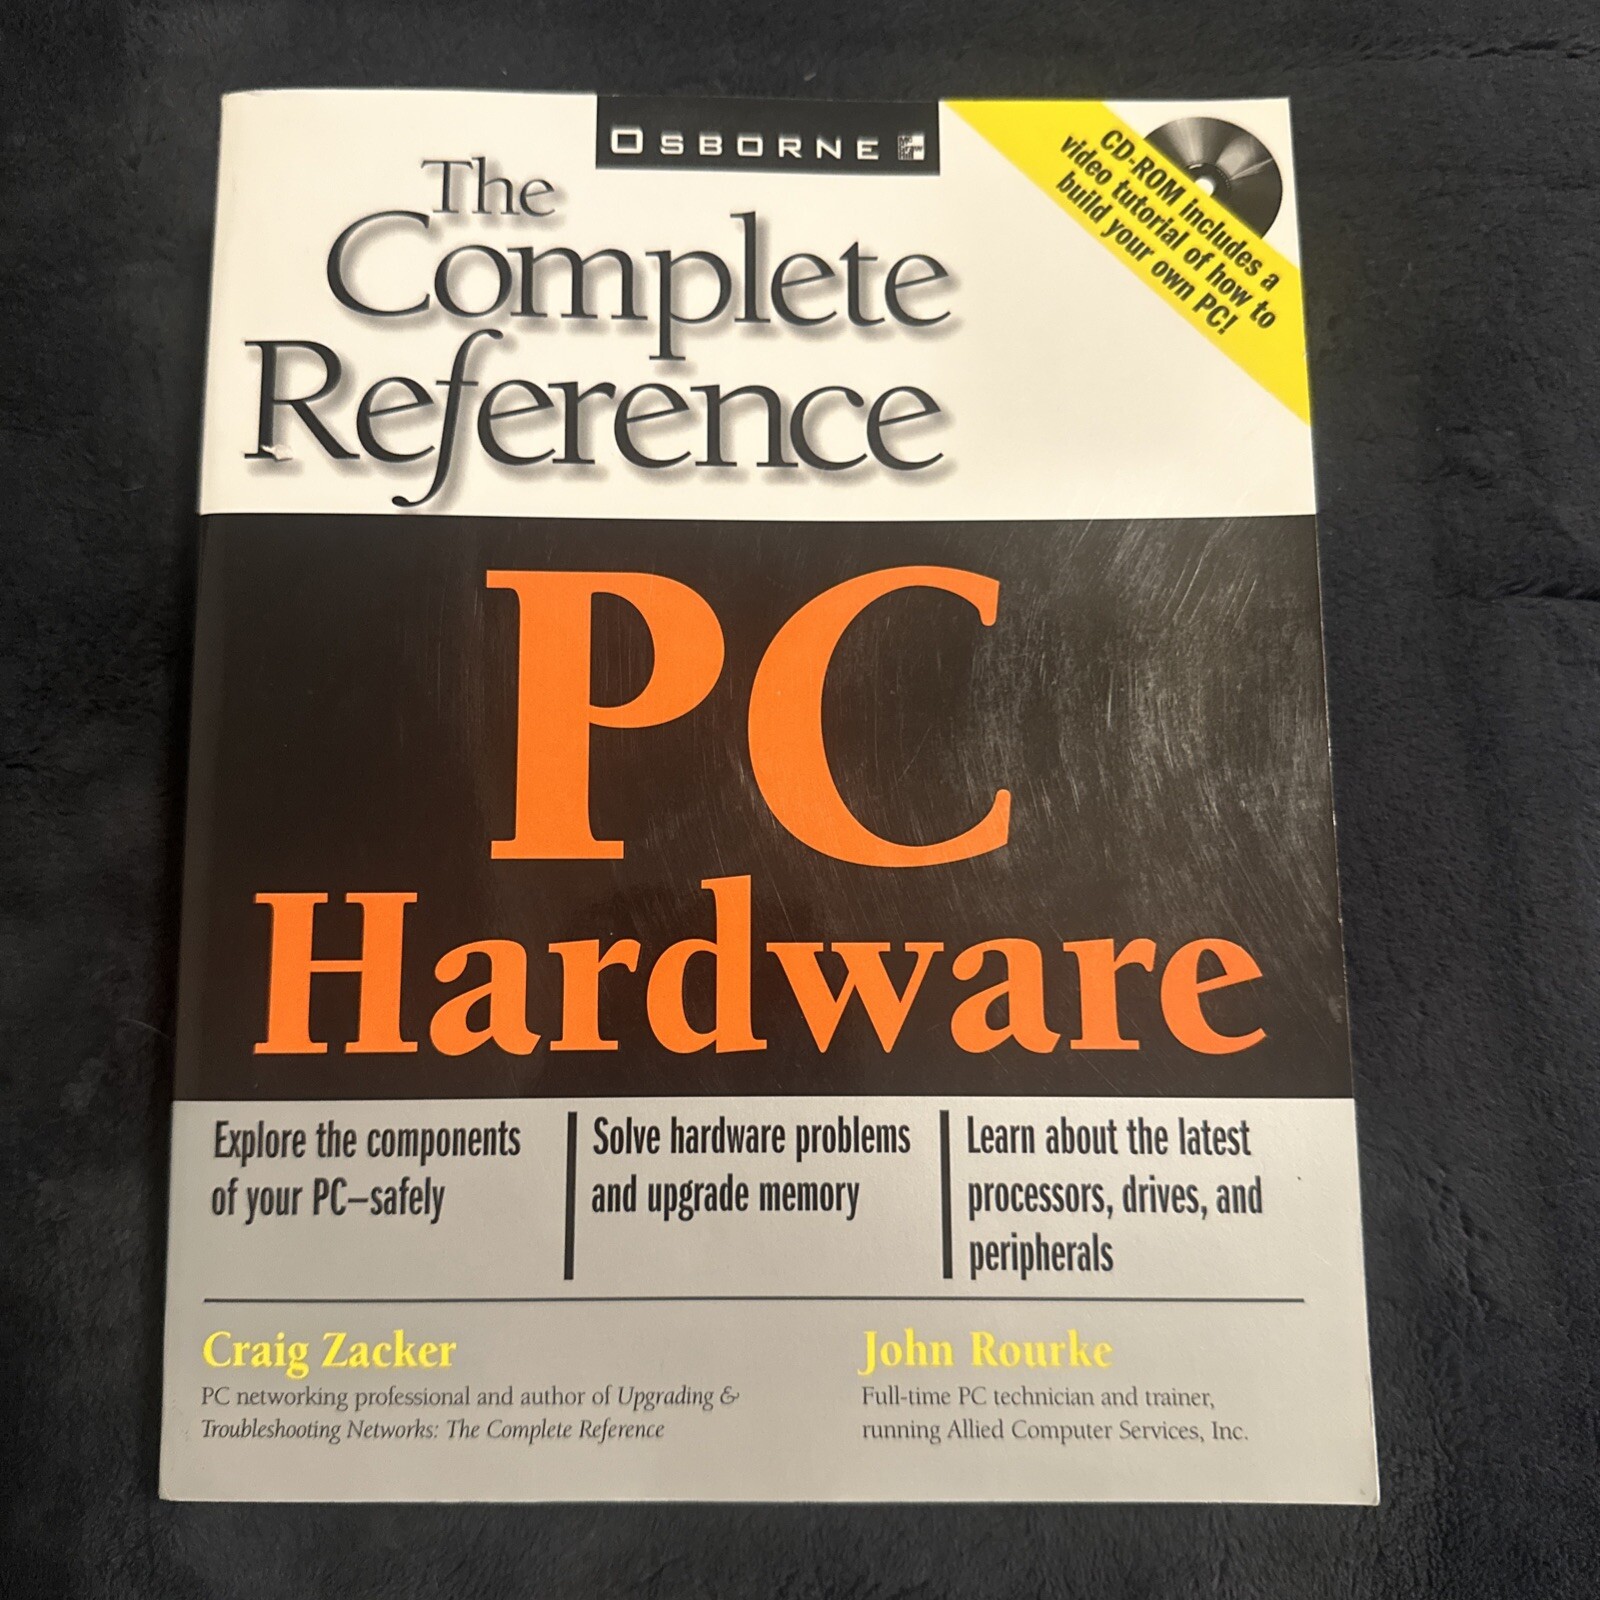 OSBORNE
CD-ROM includes a
video tutorial of how to
build your own PC!
The
Complete
Reference
PC
Hardware
Explore the components
of your PC–safely
Solve hardware problems
and upgrade memory
Learn about the latest
processors, drives, and
peripherals
Craig Zacker
PC networking professional and author of Upgrading &
Troubleshooting Networks: The Complete Reference
John Rourke
Full-time PC technician and trainer,
running Allied Computer Services, Inc.